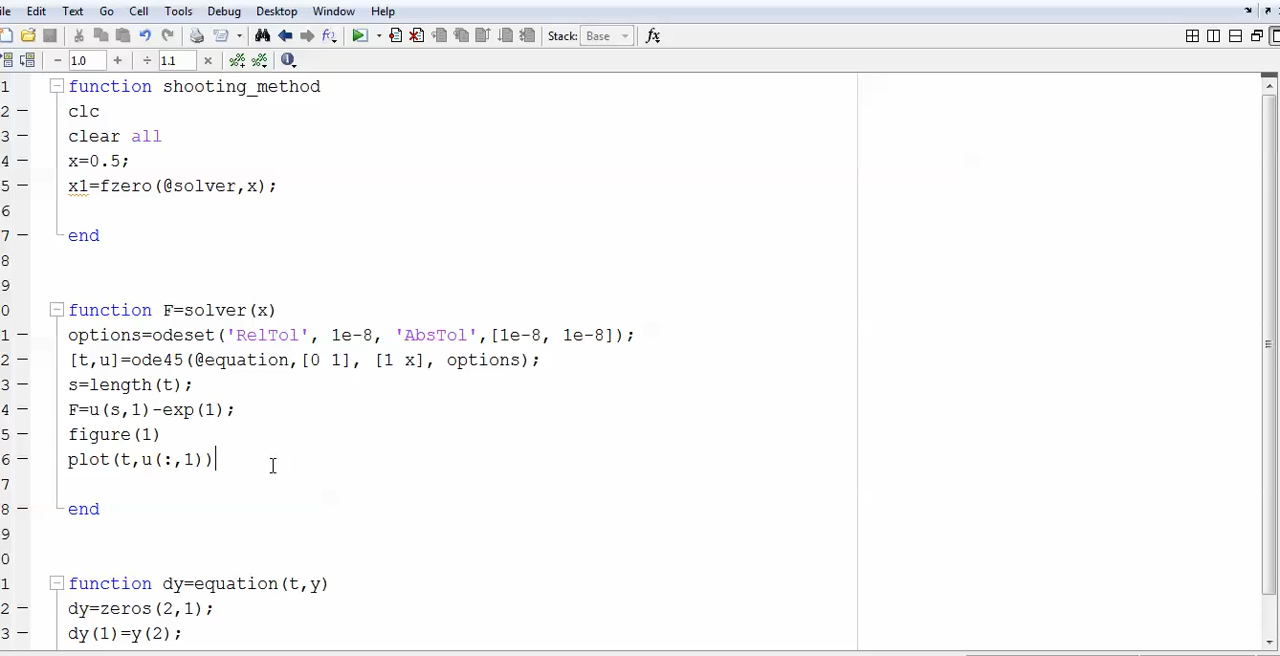 Edit Text Go Cell Tools Debug Desktop Window Help
Stack: Base fx
− 1.0 + ÷ 1.1 ×
1 function shooting_method
2 − clc
3 − clear all
4 − x=0.5;
5 − x1=fzero(@solver,x);
6
7 − end
8
9
0 function F=solver(x)
1 − options=odeset('RelTol', 1e-8, 'AbsTol',[1e-8, 1e-8]);
2 − [t,u]=ode45(@equation,[0 1], [1 x], options);
3 − s=length(t);
4 − F=u(s,1)-exp(1);
5 − figure(1)
6 − plot(t,u(:,1))
7
8 − end
9
0
1 function dy=equation(t,y)
2 − dy=zeros(2,1);
3 − dy(1)=y(2);